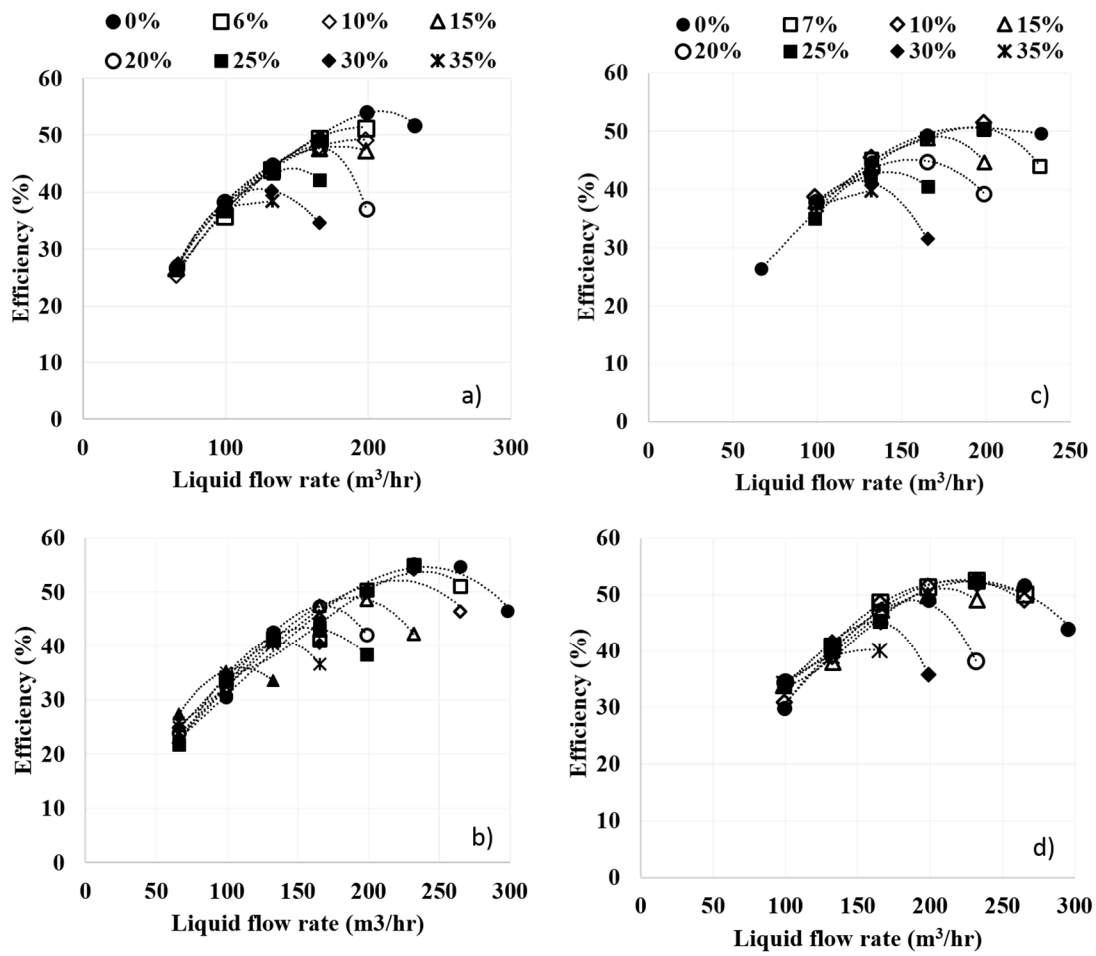 0% 6% 10% 15%
20% 25% 30% 35%
60
50
40
30
20
10
0
Efficiency (%)
0 100 200 300
Liquid flow rate (m³/hr)
a)
0% 7% 10% 15%
20% 25% 30% 35%
60
50
40
30
20
10
0
Efficiency (%)
0 50 100 150 200 250
Liquid flow rate (m³/hr)
c)
60
50
40
30
20
10
0
Efficiency (%)
0 50 100 150 200 250 300
Liquid flow rate (m3/hr)
b)
60
50
40
30
20
10
0
Efficiency (%)
0 50 100 150 200 250 300
Liquid flow rate (m³/hr)
d)